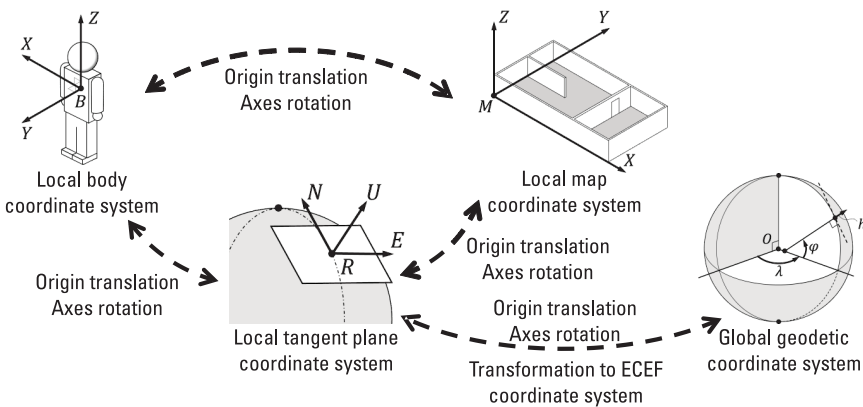 Z
X
B
Y
Local body
coordinate system
Origin translation
Axes rotation
Z
Y
M
X
Local map
coordinate system
Origin translation
Axes rotation
N
U
E
R
Local tangent plane
coordinate system
Origin translation
Axes rotation
Origin translation
Axes rotation
Transformation to ECEF
coordinate system
h
O
φ
λ
Global geodetic
coordinate system